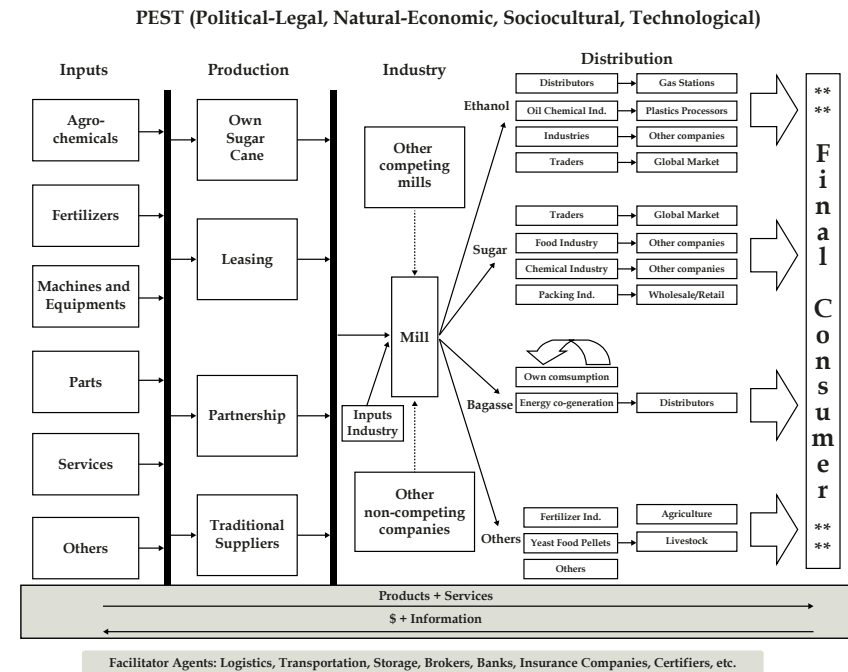 PEST (Political-Legal, Natural-Economic, Sociocultural, Technological)
Inputs
Production
Industry
Distribution
Agro-
chemicals
Fertilizers
Machines and
Equipments
Parts
Services
Others
Own
Sugar
Cane
Leasing
Partnership
Traditional
Suppliers
Other
competing
mills
Mill
Inputs
Industry
Other
non-competing
companies
Ethanol
Distributors
Gas Stations
Oil Chemical Ind.
Plastics Processors
Industries
Other companies
Traders
Global Market
Sugar
Traders
Global Market
Food Industry
Other companies
Chemical Industry
Other companies
Packing Ind.
Wholesale/Retail
Bagasse
Own comsumption
Energy co-generation
Distributors
Others
Fertilizer Ind.
Agriculture
Yeast Food Pellets
Livestock
Others
**
**
Final Consumer
**
**
Products + Services
$ + Information
Facilitator Agents: Logistics, Transportation, Storage, Brokers, Banks, Insurance Companies, Certifiers, etc.